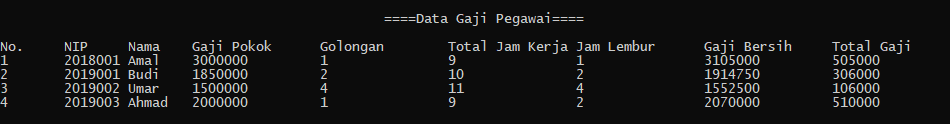 ====Data Gaji Pegawai====
No. NIP Nama Gaji Pokok Golongan Total Jam Kerja Jam Lembur Gaji Bersih Total Gaji
1 2018001 Amal 3000000 1 9 1 3105000 505000
2 2019001 Budi 1850000 2 10 2 1914750 306000
3 2019002 Umar 1500000 4 11 4 1552500 106000
4 2019003 Ahmad 2000000 1 9 2 2070000 510000